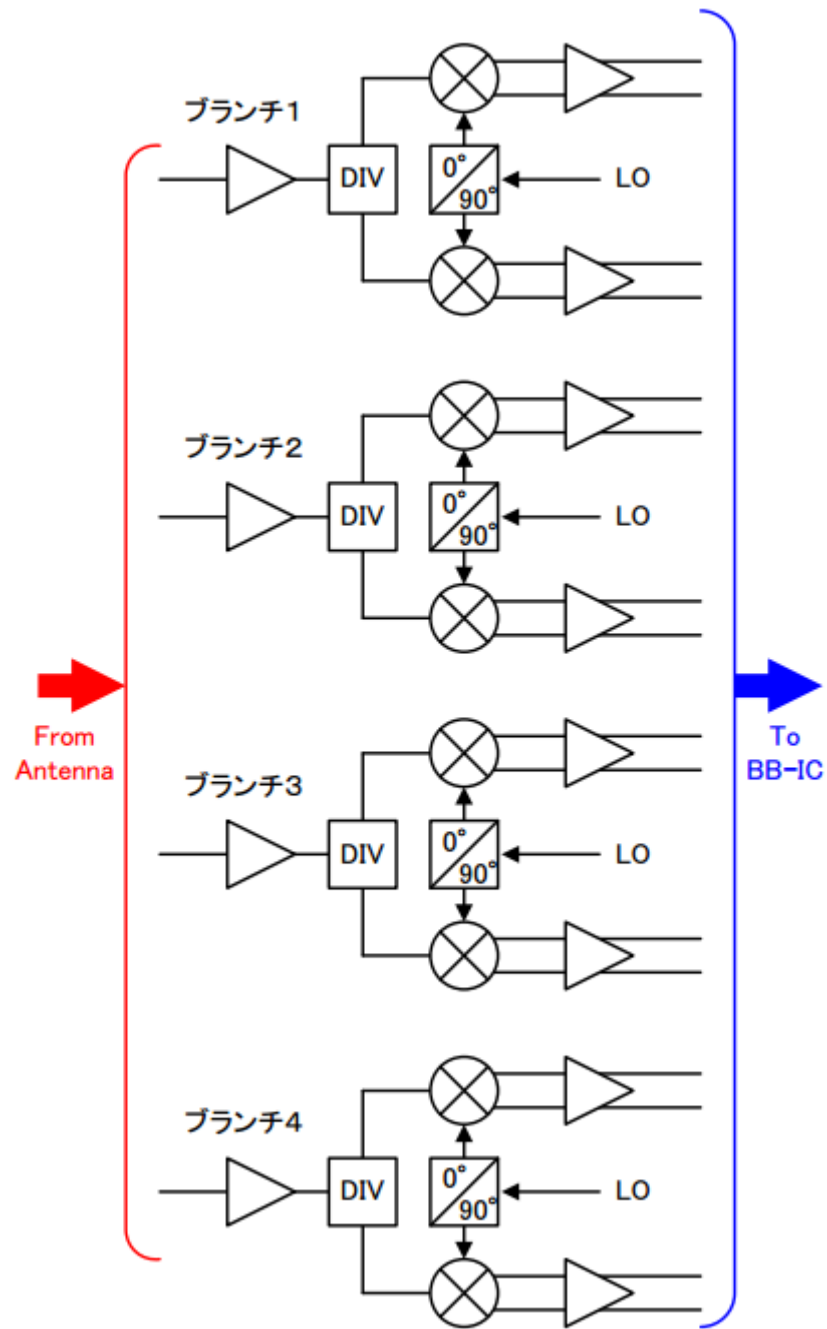 ブランチ1
DIV
0°
90°
LO
ブランチ2
DIV
0°
90°
LO
From
Antenna
To
BB-IC
ブランチ3
DIV
0°
90°
LO
ブランチ4
DIV
0°
90°
LO